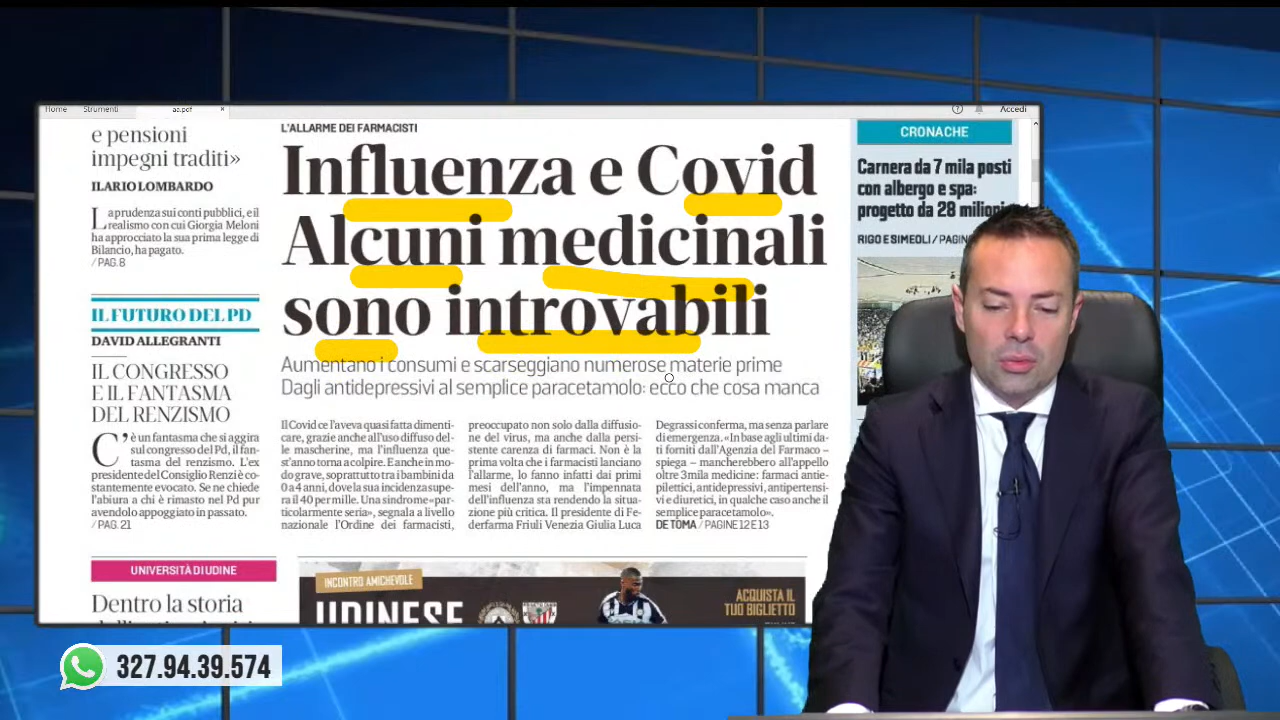 Home Strumenti aa.pdf × Accedi
e pensioni
impegni traditi»
ILARIO LOMBARDO
La prudenza sui conti pubblici, e il
realismo con cui Giorgia Meloni
ha approcciato la sua prima legge di
Bilancio, ha pagato.
/ PAG. 8
IL FUTURO DEL PD
DAVID ALLEGRANTI
IL CONGRESSO
E IL FANTASMA
DEL RENZISMO
C'è un fantasma che si aggira
sul congresso del Pd, il fan-
tasma del renzismo. L'ex
presidente del Consiglio Renzi è co-
stantemente evocato. Se ne chiede
l'abiura a chi è rimasto nel Pd pur
avendolo appoggiato in passato.
/ PAG. 21
UNIVERSITÀ DI UDINE
Dentro la storia
L'ALLARME DEI FARMACISTI
Influenza e Covid
Alcuni medicinali
sono introvabili
Aumentano i consumi e scarseggiano numerose materie prime
Dagli antidepressivi al semplice paracetamolo: ecco che cosa manca
Il Covid ce l'aveva quasi fatta dimenti-
care, grazie anche all'uso diffuso del-
le mascherine, ma l'influenza que-
st'anno torna a colpire. E anche in mo-
do grave, soprattutto tra i bambini da
0 a 4 anni, dove la sua incidenza supe-
ra il 40 per mille. Una sindrome «par-
ticolarmente seria», segnala a livello
nazionale l'Ordine dei farmacisti,
preoccupato non solo dalla diffusio-
ne del virus, ma anche dalla persi-
stente carenza di farmaci. Non è la
prima volta che i farmacisti lanciano
l'allarme, lo fanno infatti dai primi
mesi dell'anno, ma l'impennata
dell'influenza sta rendendo la situa-
zione più critica. Il presidente di Fe-
derfarma Friuli Venezia Giulia Luca
Degrassi conferma, ma senza parlare
di emergenza. «In base agli ultimi da-
ti forniti dall'Agenzia del Farmaco –
spiega – mancherebbero all'appello
oltre 3mila medicine: farmaci anti-
pilettici, antidepressivi, antipertensi-
vi e diuretici, in qualche caso anche il
semplice paracetamolo».
DE TOMA / PAGINE 12 E 13
INCONTRO AMICHEVOLE
UDINESE
ACQUISTA IL
TUO BIGLIETTO
CRONACHE
Carnera da 7 mila posti
con albergo e spa:
progetto da 28 milioni
RIGO E SIMEOLI /
327.94.39.574